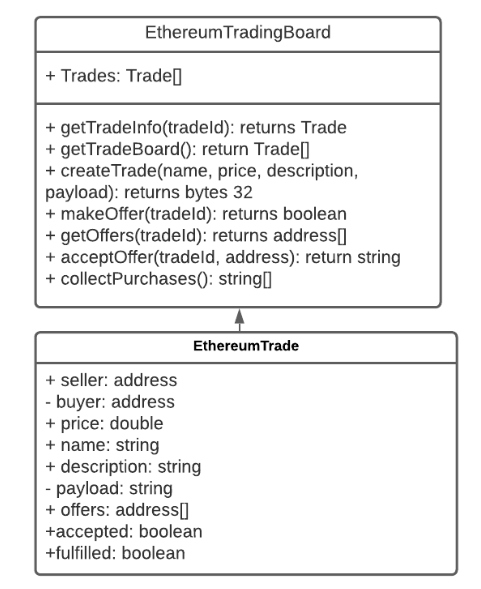 EthereumTradingBoard
+ Trades: Trade[]
+ getTradeInfo(tradeId): returns Trade
+ getTradeBoard(): return Trade[]
+ createTrade(name, price, description,
payload): returns bytes 32
+ makeOffer(tradeId): returns boolean
+ getOffers(tradeId): returns address[]
+ acceptOffer(tradeId, address): return string
+ collectPurchases(): string[]
EthereumTrade
+ seller: address
- buyer: address
+ price: double
+ name: string
+ description: string
- payload: string
+ offers: address[]
+accepted: boolean
+fulfilled: boolean